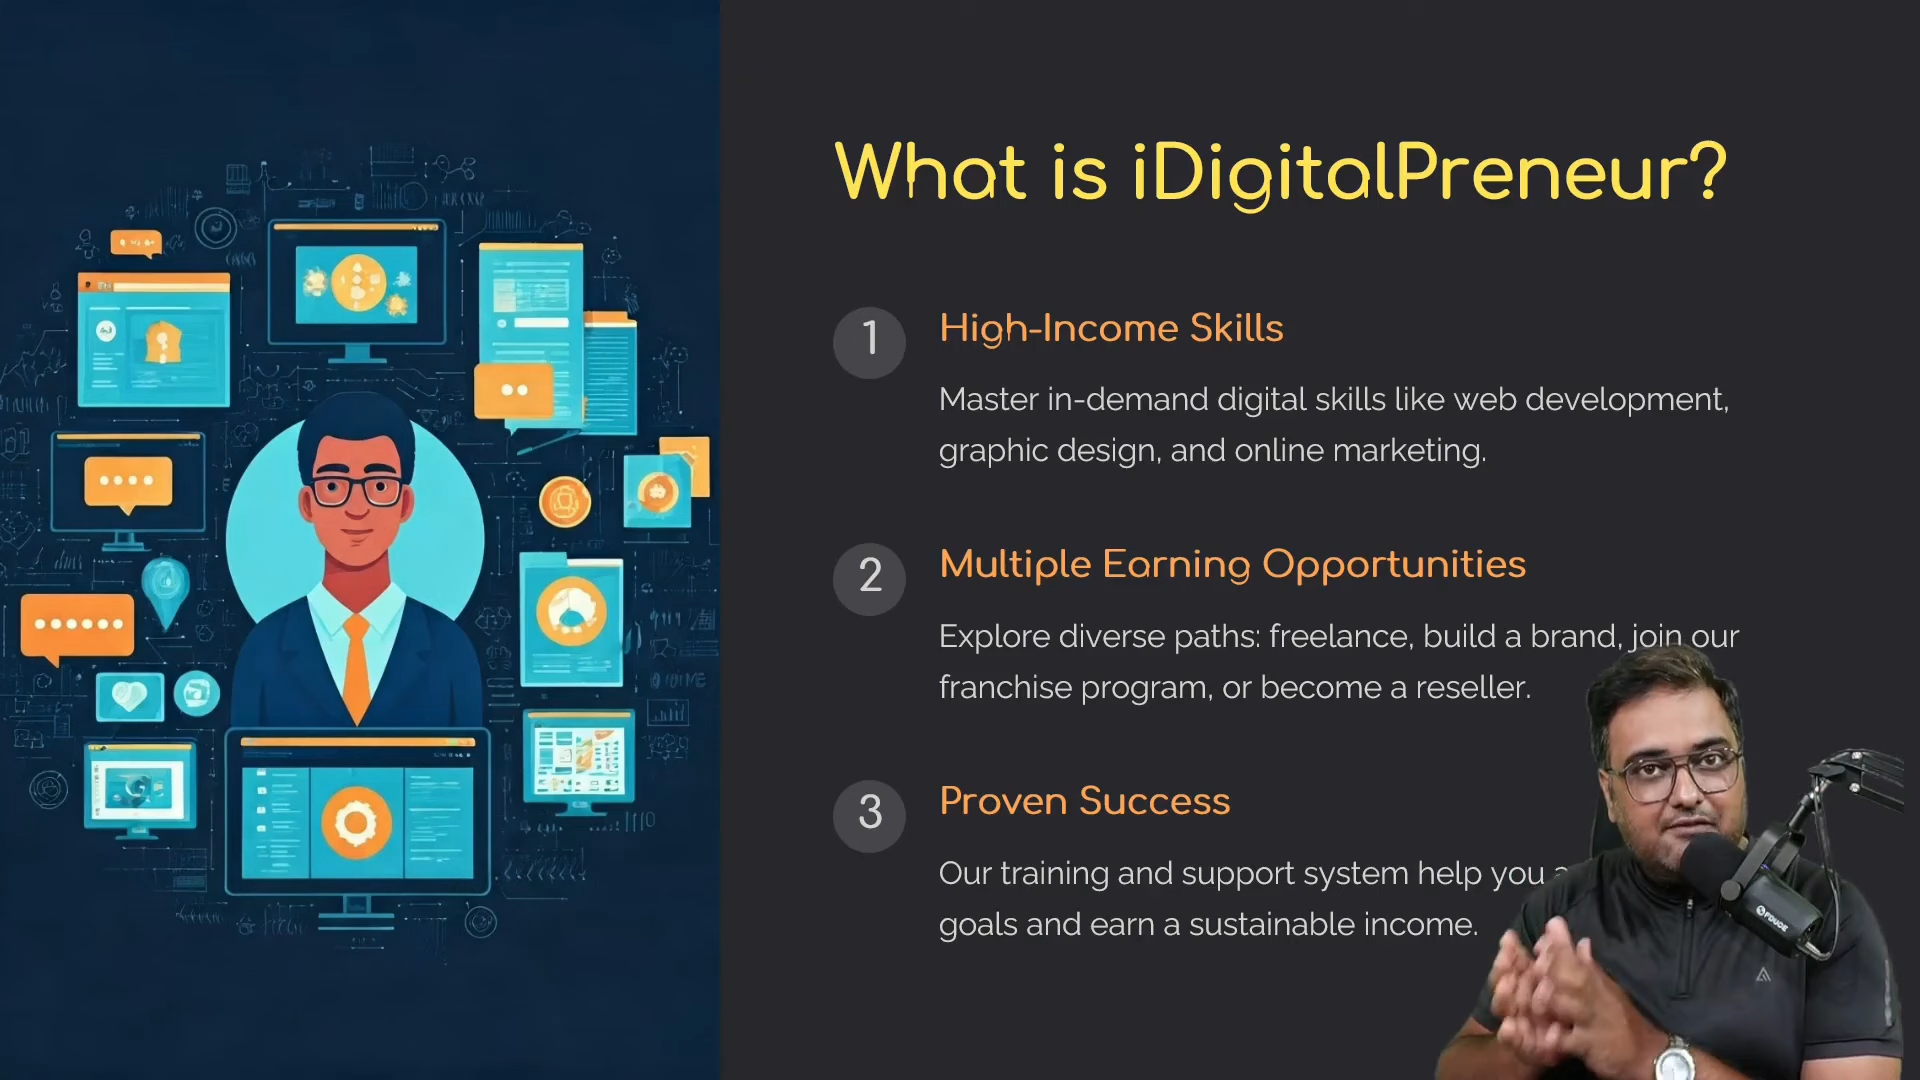 What is iDigitalPreneur?
1
High-Income Skills
Master in-demand digital skills like web development,
graphic design, and online marketing.
2
Multiple Earning Opportunities
Explore diverse paths: freelance, build a brand, join our
franchise program, or become a reseller.
3
Proven Success
Our training and support system help you
goals and earn a sustainable income.
FDUCE